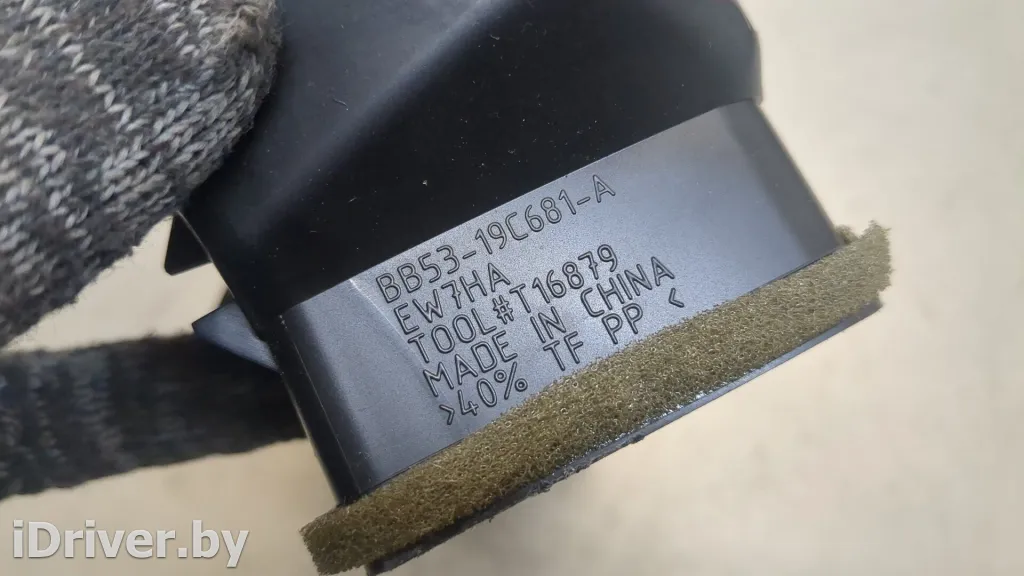 BB53-19C681-A
EW7HA
TOOL#T16879
MADE IN CHINA
>40% TF PP <
iDriver.by